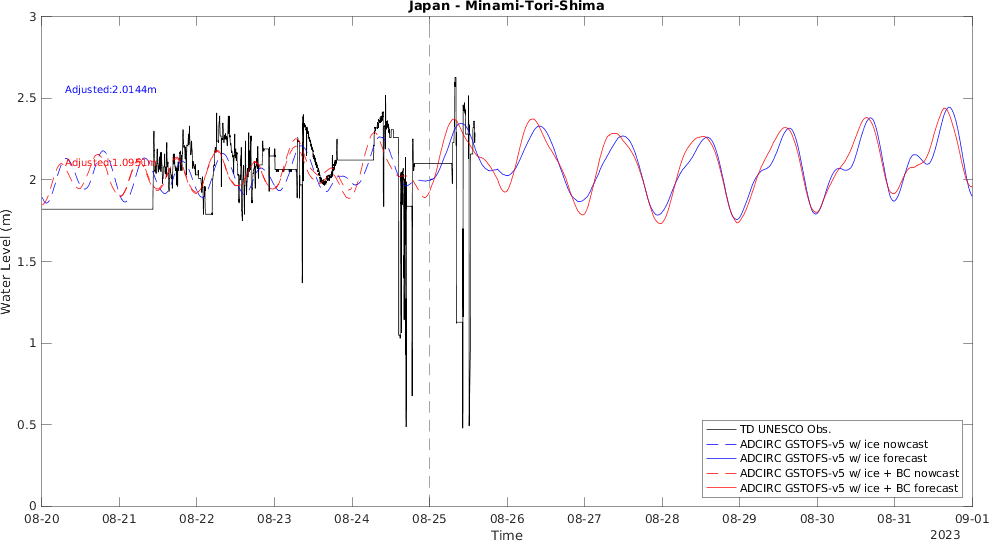 Japan - Minami-Tori-Shima
3
2.5
2
1.5
1
0.5
0
Water Level (m)
Adjusted:2.0144m
Adjusted:1.0951m
TD UNESCO Obs.
ADCIRC GSTOFS-v5 w/ ice nowcast
ADCIRC GSTOFS-v5 w/ ice forecast
ADCIRC GSTOFS-v5 w/ ice + BC nowcast
ADCIRC GSTOFS-v5 w/ ice + BC forecast
08-20 08-21 08-22 08-23 08-24 08-25 08-26 08-27 08-28 08-29 08-30 08-31 09-01
Time
2023